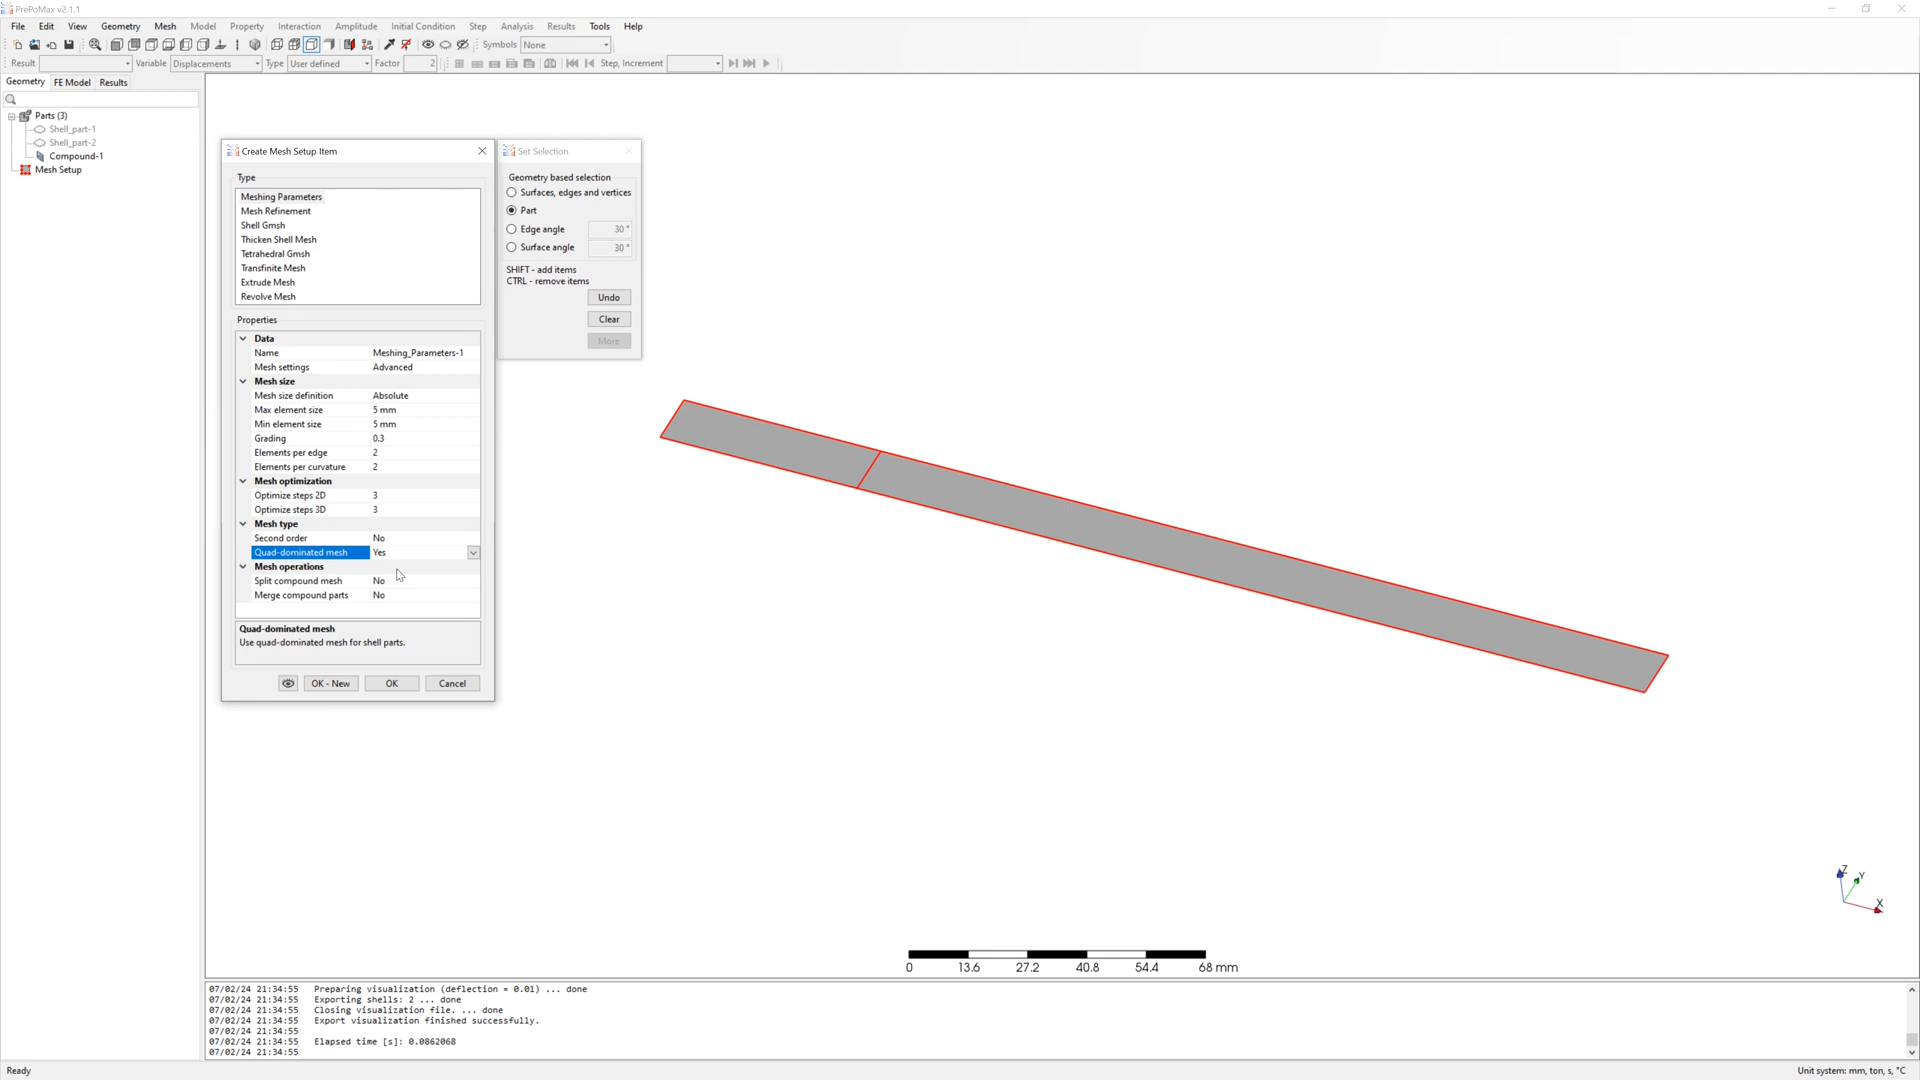 PrePoMax v2.1.1
File Edit View Geometry Mesh Model Property Interaction Amplitude Initial Condition Step Analysis Results Tools Help
Symbols None
Result Variable Displacements Type User defined Factor 2 Step, Increment
Geometry FE Model Results
Parts (3)
Shell_part-1
Shell_part-2
Compound-1
Mesh Setup
Create Mesh Setup Item
Type
Meshing Parameters
Mesh Refinement
Shell Gmsh
Thicken Shell Mesh
Tetrahedral Gmsh
Transfinite Mesh
Extrude Mesh
Revolve Mesh
Properties
Data
Name Meshing_Parameters-1
Mesh settings Advanced
Mesh size
Mesh size definition Absolute
Max element size 5 mm
Min element size 5 mm
Grading 0.3
Elements per edge 2
Elements per curvature 2
Mesh optimization
Optimize steps 2D 3
Optimize steps 3D 3
Mesh type
Second order No
Quad-dominated mesh Yes
Mesh operations
Split compound mesh No
Merge compound parts No
Quad-dominated mesh
Use quad-dominated mesh for shell parts.
OK - New OK Cancel
Set Selection
Geometry based selection
Surfaces, edges and vertices
Part
Edge angle 30 °
Surface angle 30 °
SHIFT - add items
CTRL - remove items
Undo
Clear
More
Z
Y
X
0 13.6 27.2 40.8 54.4 68 mm
07/02/24 21:34:55 Preparing visualization (deflection = 0.01) ... done
07/02/24 21:34:55 Exporting shells: 2 ... done
07/02/24 21:34:55 Closing visualization file. ... done
07/02/24 21:34:55 Export visualization finished successfully.
07/02/24 21:34:55
07/02/24 21:34:55 Elapsed time [s]: 0.0862068
07/02/24 21:34:55
Ready
Unit system: mm, ton, s, °C